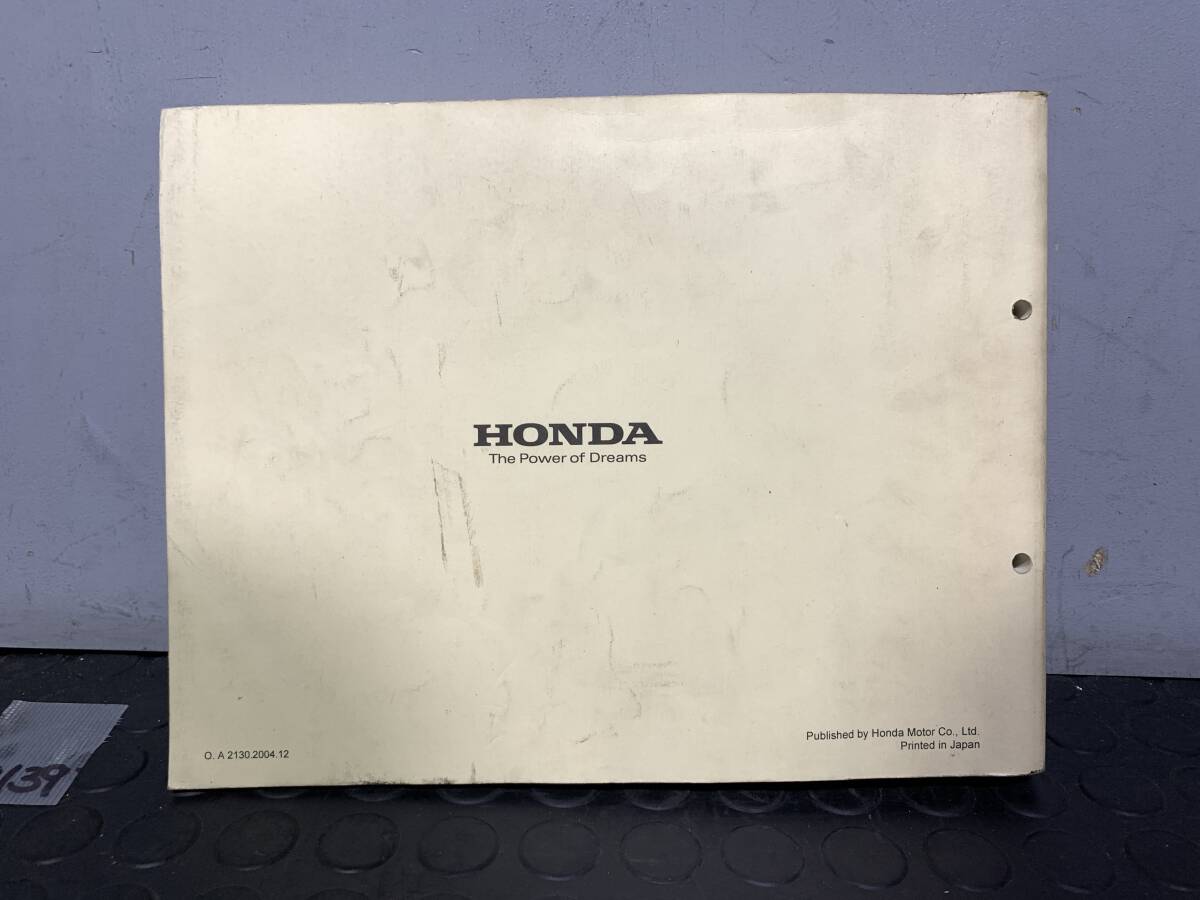 HONDA
The Power of Dreams
Published by Honda Motor Co., Ltd.
Printed in Japan
O. A 2130.2004.12